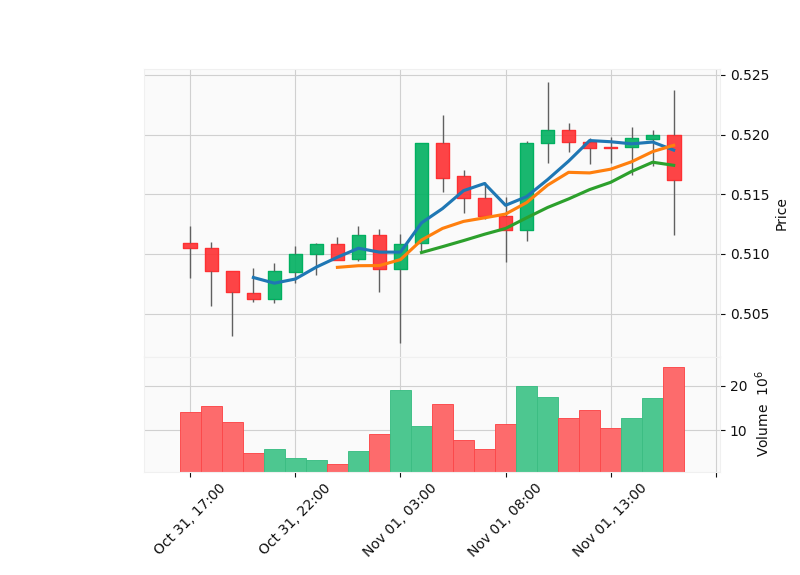 0.525
0.520
0.515
0.510
0.505
Price
20
10
Volume 10^6
Oct 31, 17:00
Oct 31, 22:00
Nov 01, 03:00
Nov 01, 08:00
Nov 01, 13:00